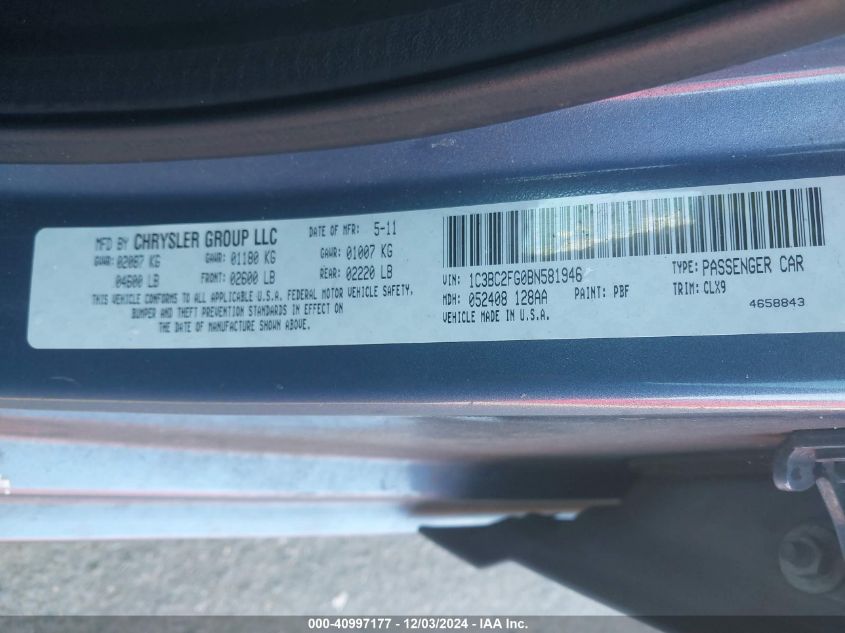 MFD BY CHRYSLER GROUP LLC DATE OF MFR: 5-11
GVWR: 02087 KG GAWR: 01180 KG GAWR: 01007 KG
04600 LB FRONT: 02600 LB REAR: 02220 LB
THIS VEHICLE CONFORMS TO ALL APPLICABLE U.S.A. FEDERAL MOTOR VEHICLE SAFETY,
BUMPER AND THEFT PREVENTION STANDARDS IN EFFECT ON
THE DATE OF MANUFACTURE SHOWN ABOVE.
VIN: 1C3BC2FG0BN581946 TYPE: PASSENGER CAR
MDH: 052408 128AA PAINT: PBF TRIM: CLX9
VEHICLE MADE IN U.S.A. 4658843
000-40997177 - 12/03/2024 - IAA Inc.